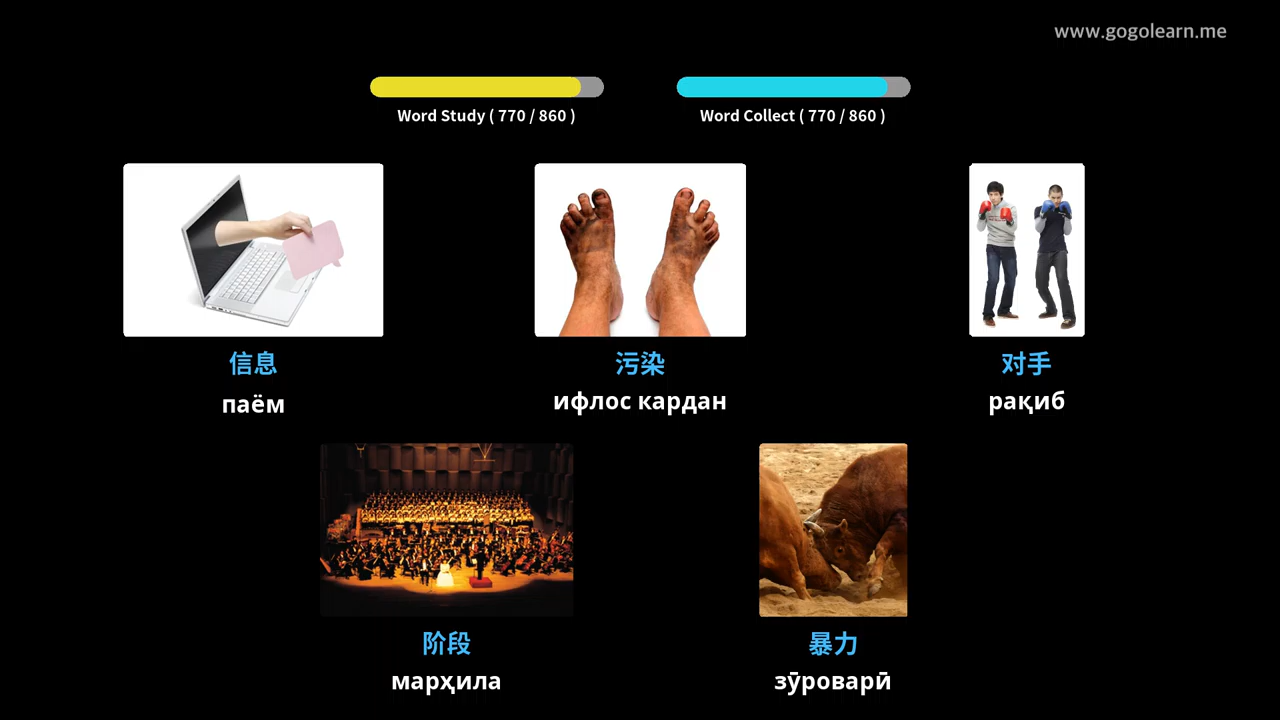 www.gogolearn.me
Word Study ( 770 / 860 )
Word Collect ( 770 / 860 )
信息
污染
对手
паём
ифлос кардан
рақиб
阶段
暴力
марҳила
зӯроварӣ